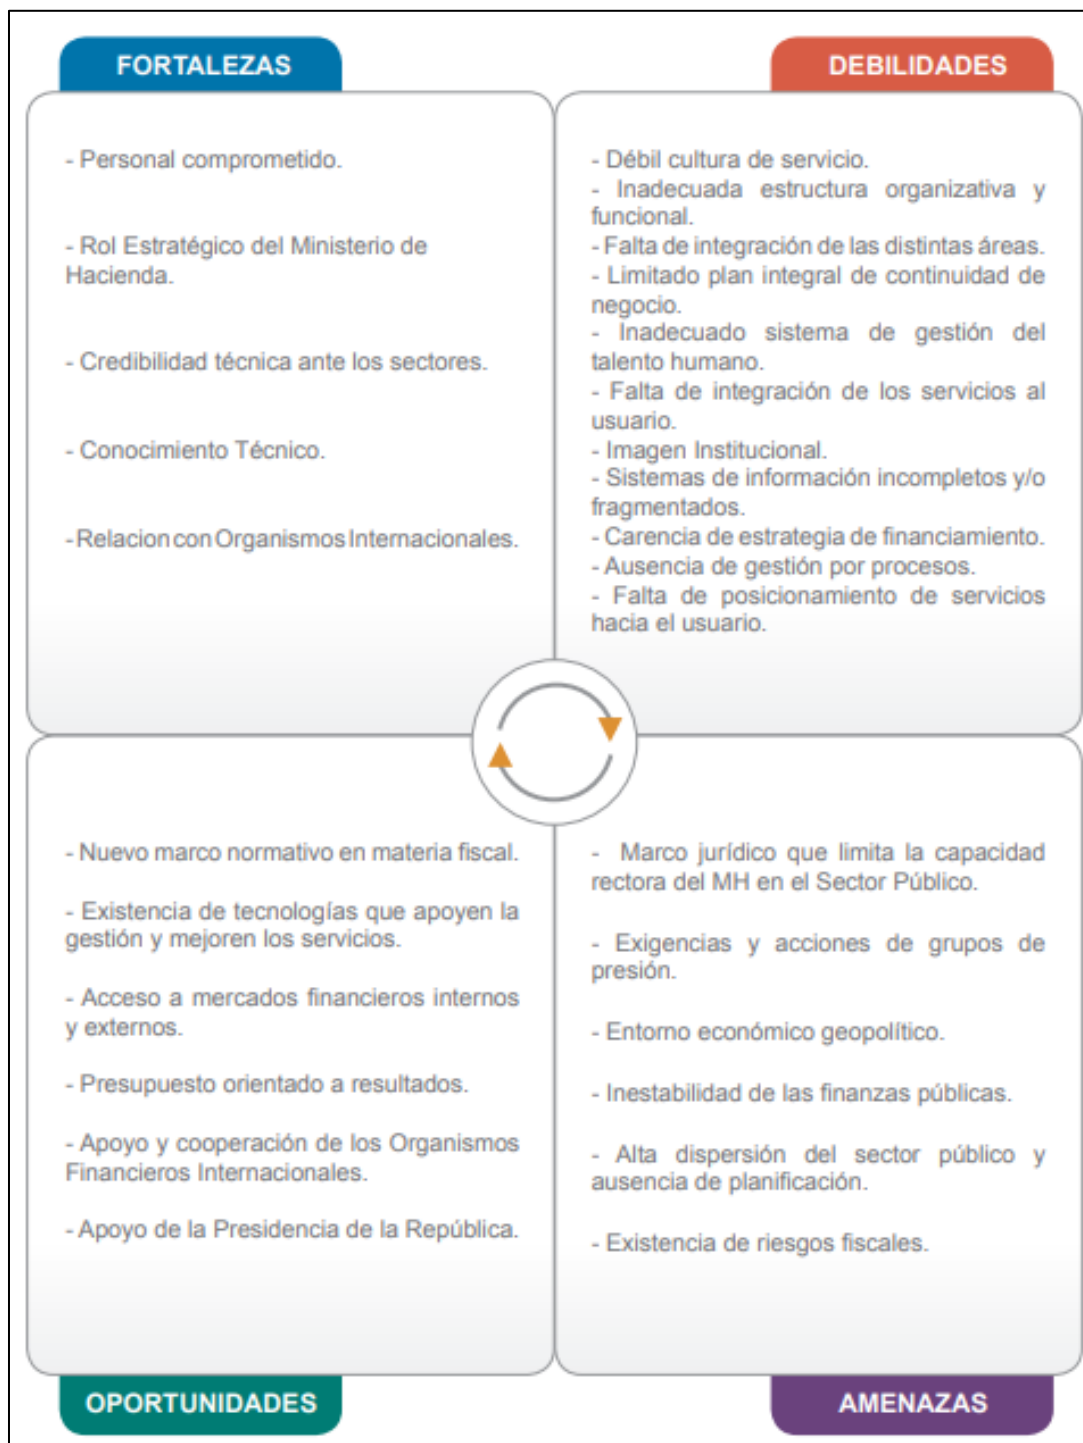 FORTALEZAS
- Personal comprometido.
- Rol Estratégico del Ministerio de
Hacienda.
- Credibilidad técnica ante los sectores.
- Conocimiento Técnico.
- Relacion con Organismos Internacionales.
DEBILIDADES
- Débil cultura de servicio.
- Inadecuada estructura organizativa y
funcional.
- Falta de integración de las distintas áreas.
- Limitado plan integral de continuidad de
negocio.
- Inadecuado sistema de gestión del
talento humano.
- Falta de integración de los servicios al
usuario.
- Imagen Institucional.
- Sistemas de información incompletos y/o
fragmentados.
- Carencia de estrategia de financiamiento.
- Ausencia de gestión por procesos.
- Falta de posicionamiento de servicios
hacia el usuario.
- Nuevo marco normativo en materia fiscal.
- Existencia de tecnologías que apoyen la
gestión y mejoren los servicios.
- Acceso a mercados financieros internos
y externos.
- Presupuesto orientado a resultados.
- Apoyo y cooperación de los Organismos
Financieros Internacionales.
- Apoyo de la Presidencia de la República.
OPORTUNIDADES
- Marco jurídico que limita la capacidad
rectora del MH en el Sector Público.
- Exigencias y acciones de grupos de
presión.
- Entorno económico geopolítico.
- Inestabilidad de las finanzas públicas.
- Alta dispersión del sector público y
ausencia de planificación.
- Existencia de riesgos fiscales.
AMENAZAS